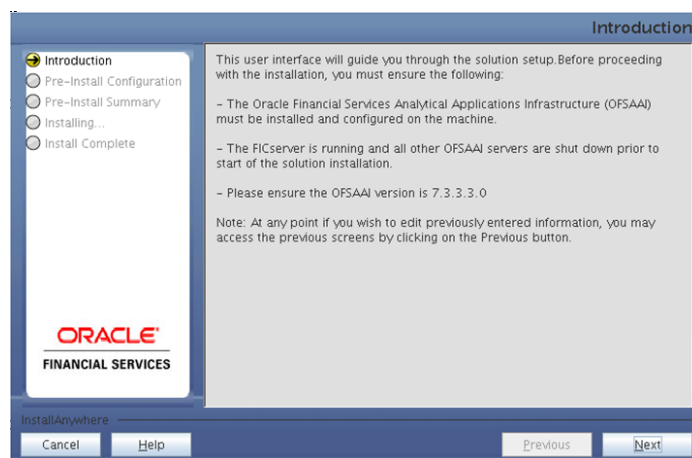 Introduction
Introduction
Pre-Install Configuration
Pre-Install Summary
Installing...
Install Complete
This user interface will guide you through the solution setup.Before proceeding
with the installation, you must ensure the following:
- The Oracle Financial Services Analytical Applications Infrastructure (OFSAAI)
must be installed and configured on the machine.
- The FICserver is running and all other OFSAAI servers are shut down prior to
start of the solution installation.
- Please ensure the OFSAAI version is 7.3.3.3.0
Note: At any point if you wish to edit previously entered information, you may
access the previous screens by clicking on the Previous button.
ORACLE
FINANCIAL SERVICES
InstallAnywhere
Cancel
Help
Previous
Next